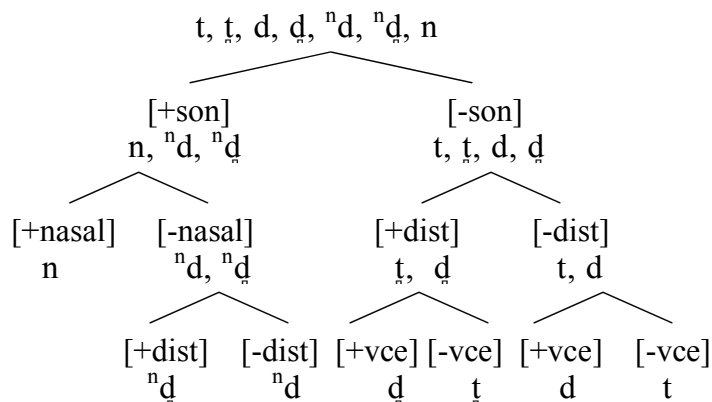 t, t̻, d, d̻, ⁿd, ⁿd̻, n
[+son] [-son]
n, ⁿd, ⁿd̻ t, t̻, d, d̻
[+nasal] [-nasal] [+dist] [-dist]
n ⁿd, ⁿd̻ t̻, d̻ t, d
[+dist] [-dist] [+vce] [-vce] [+vce] [-vce]
ⁿd̻ ⁿd d̻ t̻ d t